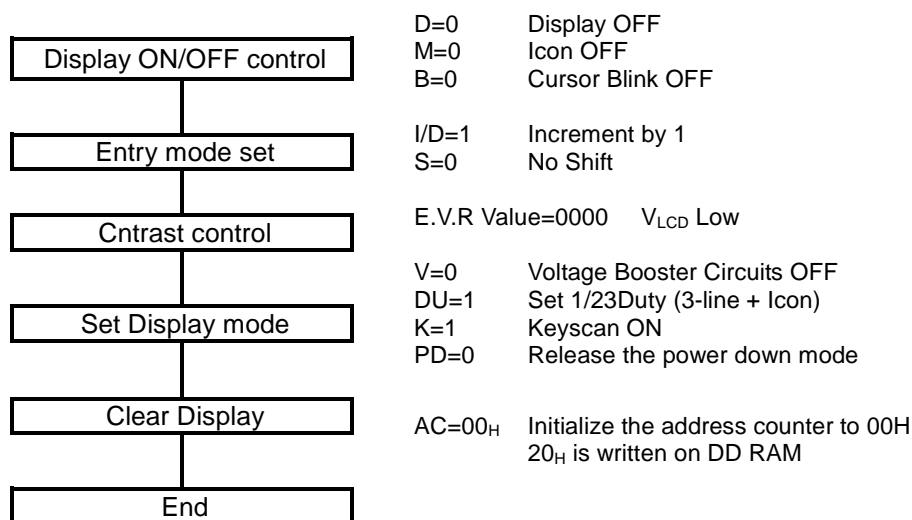 D=0 Display OFF
Display ON/OFF control M=0 Icon OFF
B=0 Cursor Blink OFF
I/D=1 Increment by 1
Entry mode set S=0 No Shift
E.V.R Value=0000 VLCD Low
Cntrast control
V=0 Voltage Booster Circuits OFF
DU=1 Set 1/23Duty (3-line + Icon)
Set Display mode K=1 Keyscan ON
PD=0 Release the power down mode
Clear Display
AC=00H Initialize the address counter to 00H
20H is written on DD RAM
End